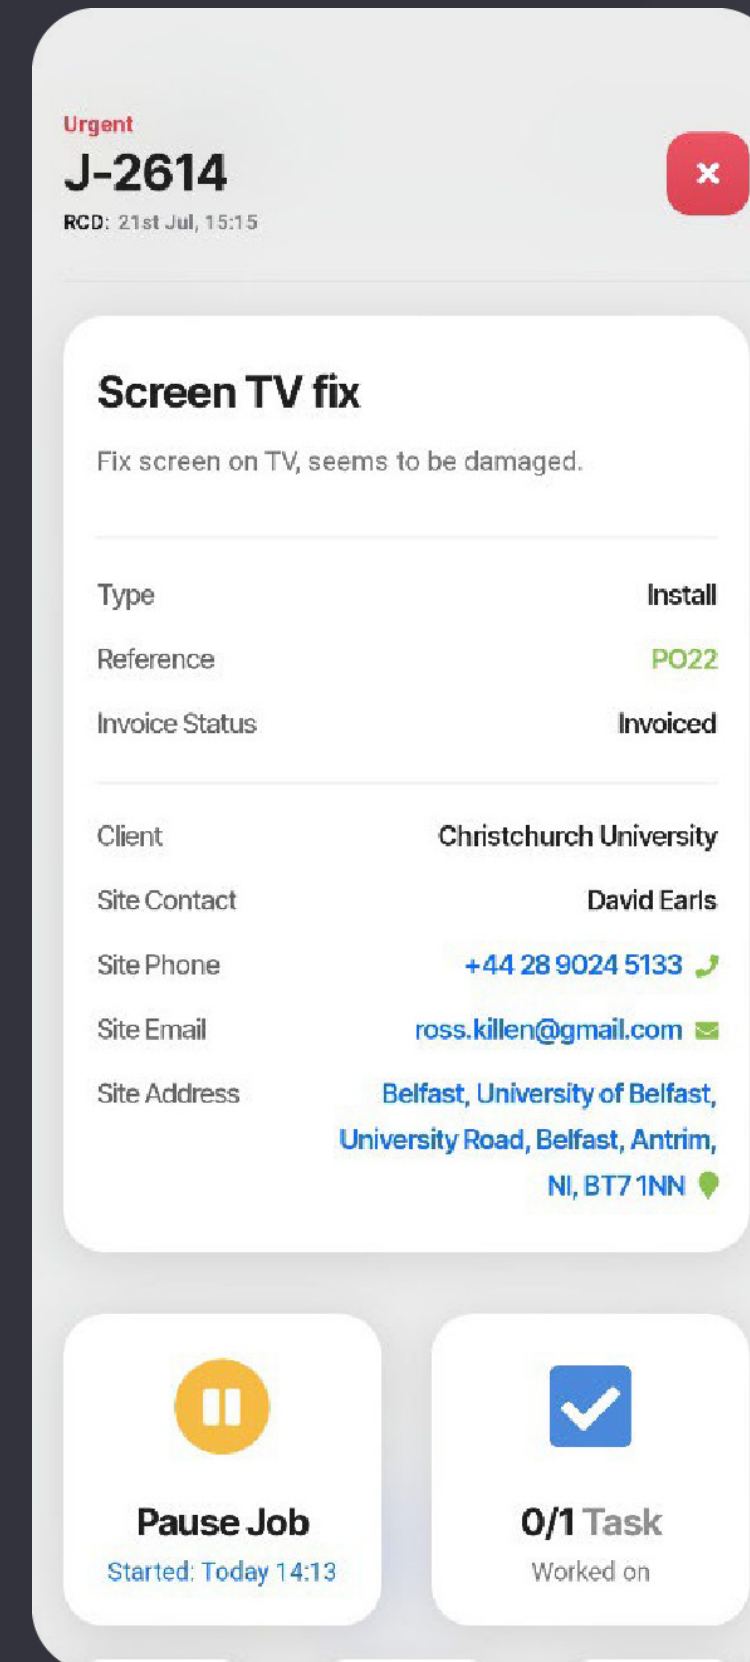 Urgent
J-2614
RCD: 21st Jul, 15:15
Screen TV fix
Fix screen on TV, seems to be damaged.
Type Install
Reference PO22
Invoice Status Invoiced
Client Christchurch University
Site Contact David Earls
Site Phone +44 28 9024 5133
Site Email ross.killen@gmail.com
Site Address Belfast, University of Belfast,
University Road, Belfast, Antrim,
NI, BT7 1NN
Pause Job
Started: Today 14:13
0/1 Task
Worked on